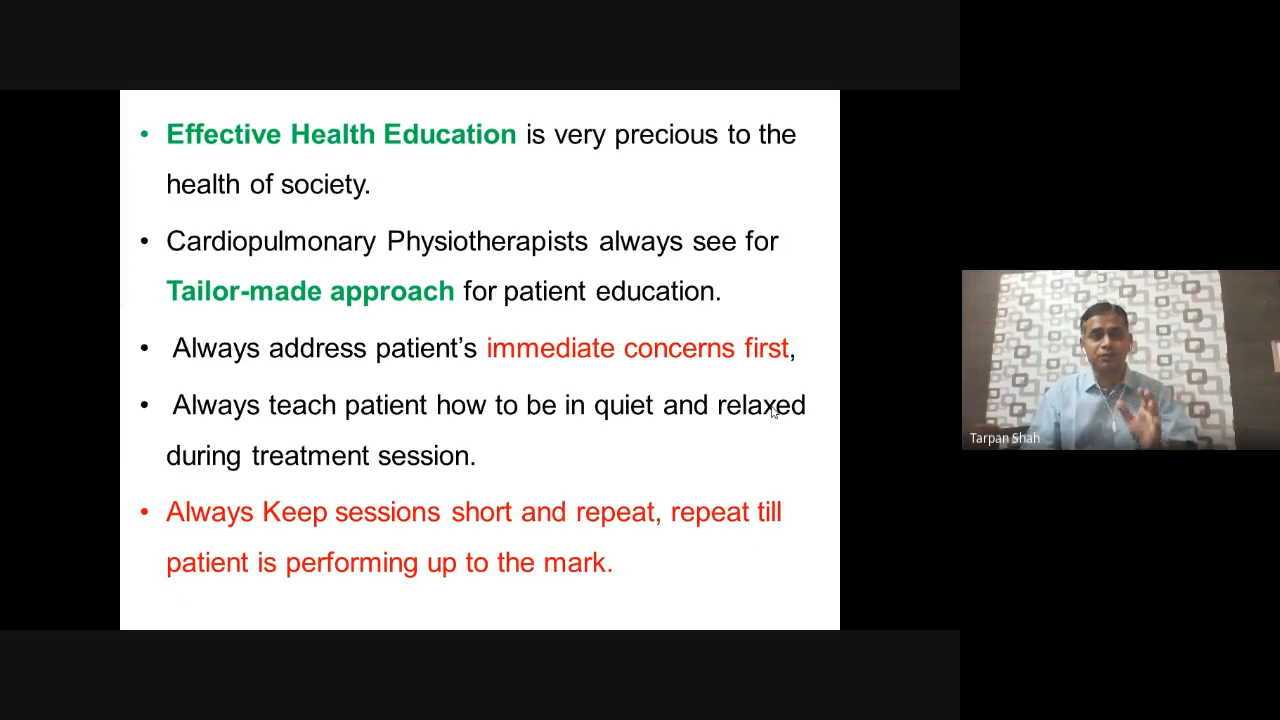 • Effective Health Education is very precious to the
health of society.
• Cardiopulmonary Physiotherapists always see for
Tailor-made approach for patient education.
• Always address patient's immediate concerns first,
• Always teach patient how to be in quiet and relaxed
during treatment session.
• Always Keep sessions short and repeat, repeat till
patient is performing up to the mark.
Tarpan Shah